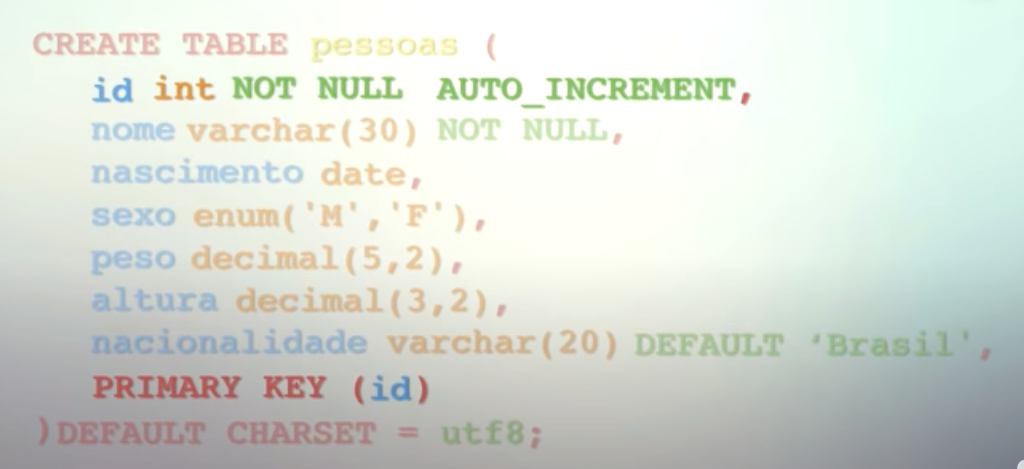 CREATE TABLE pessoas (
id int NOT NULL AUTO_INCREMENT,
nome varchar(30) NOT NULL,
nascimento date,
sexo enum('M','F'),
peso decimal(5,2),
altura decimal(3,2),
nacionalidade varchar(20) DEFAULT 'Brasil',
PRIMARY KEY (id)
)DEFAULT CHARSET = utf8;